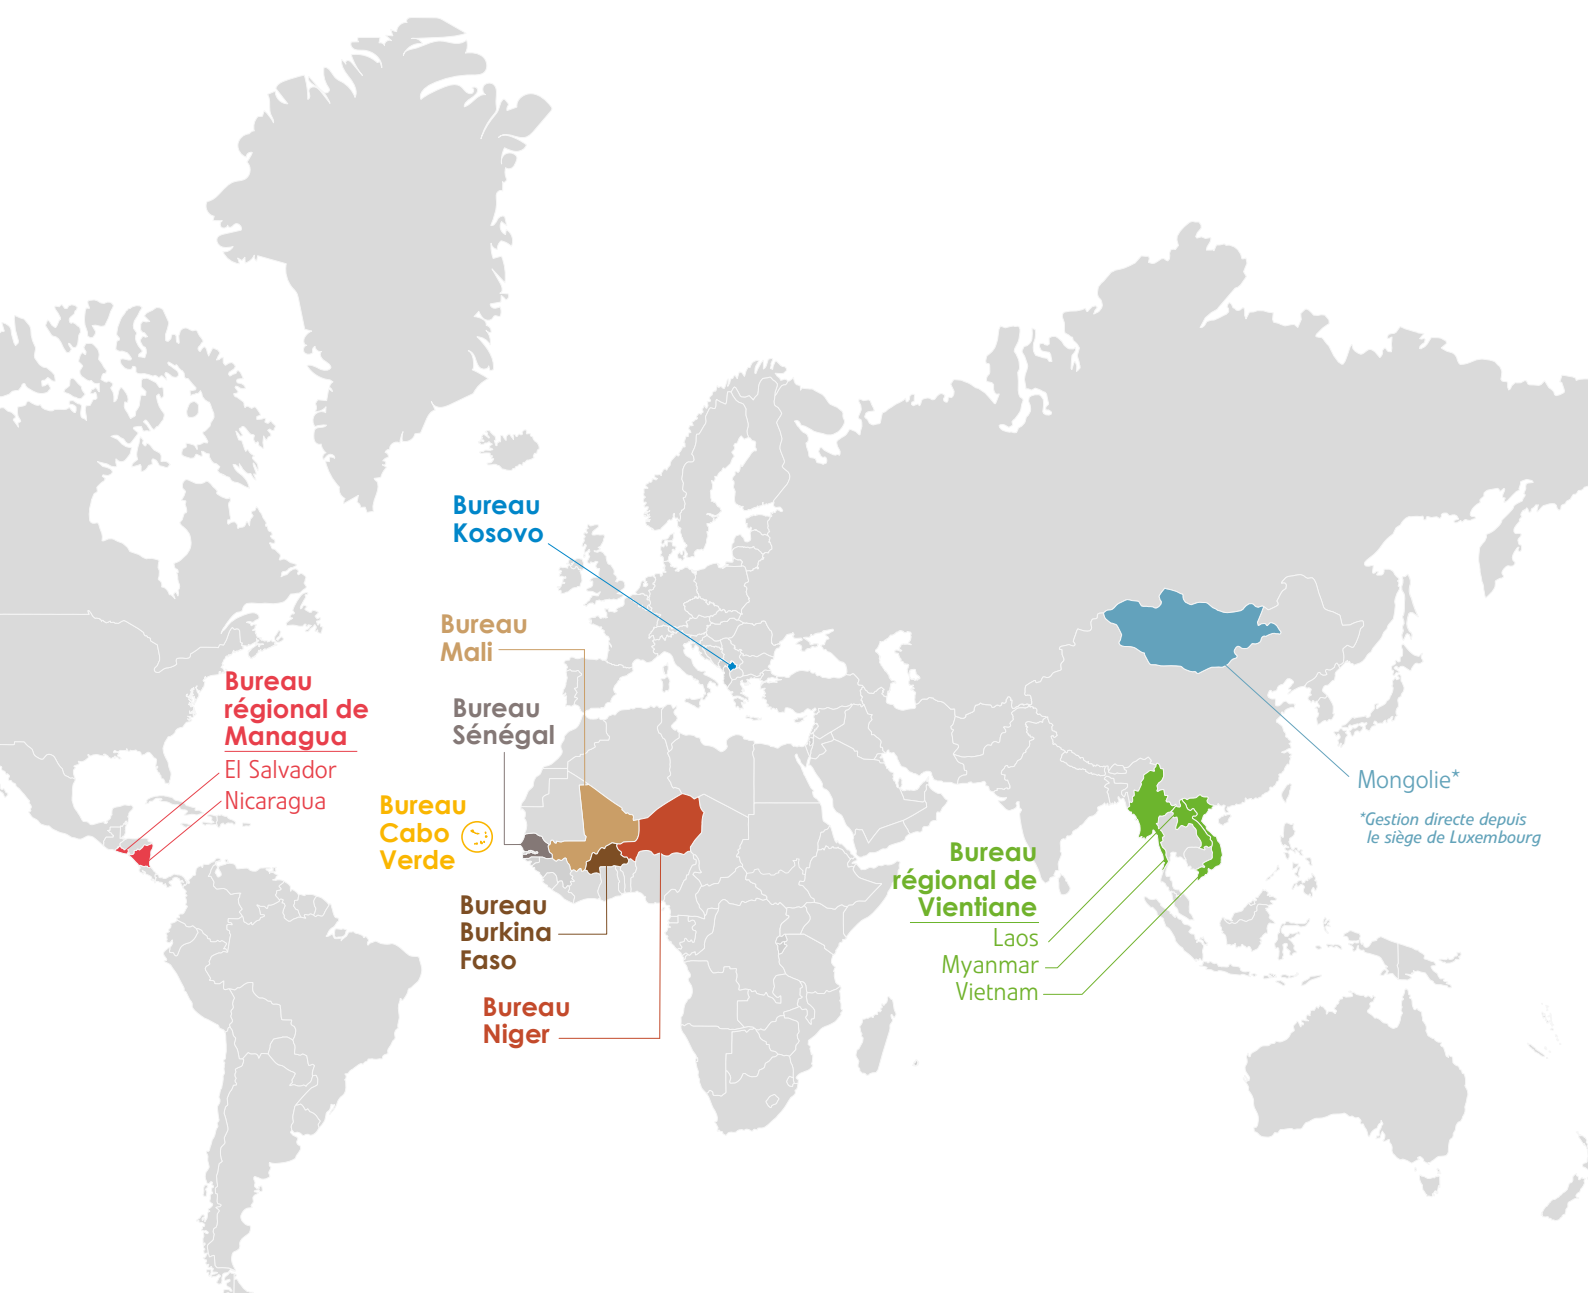 Bureau
Kosovo
Bureau
Mali
Bureau
régional de
Managua
El Salvador
Nicaragua
Bureau
Sénégal
Bureau
Cabo
Verde
Bureau
Burkina
Faso
Bureau
Niger
Bureau
régional de
Vientiane
Laos
Myanmar
Vietnam
Mongolie*
*Gestion directe depuis
le siège de Luxembourg